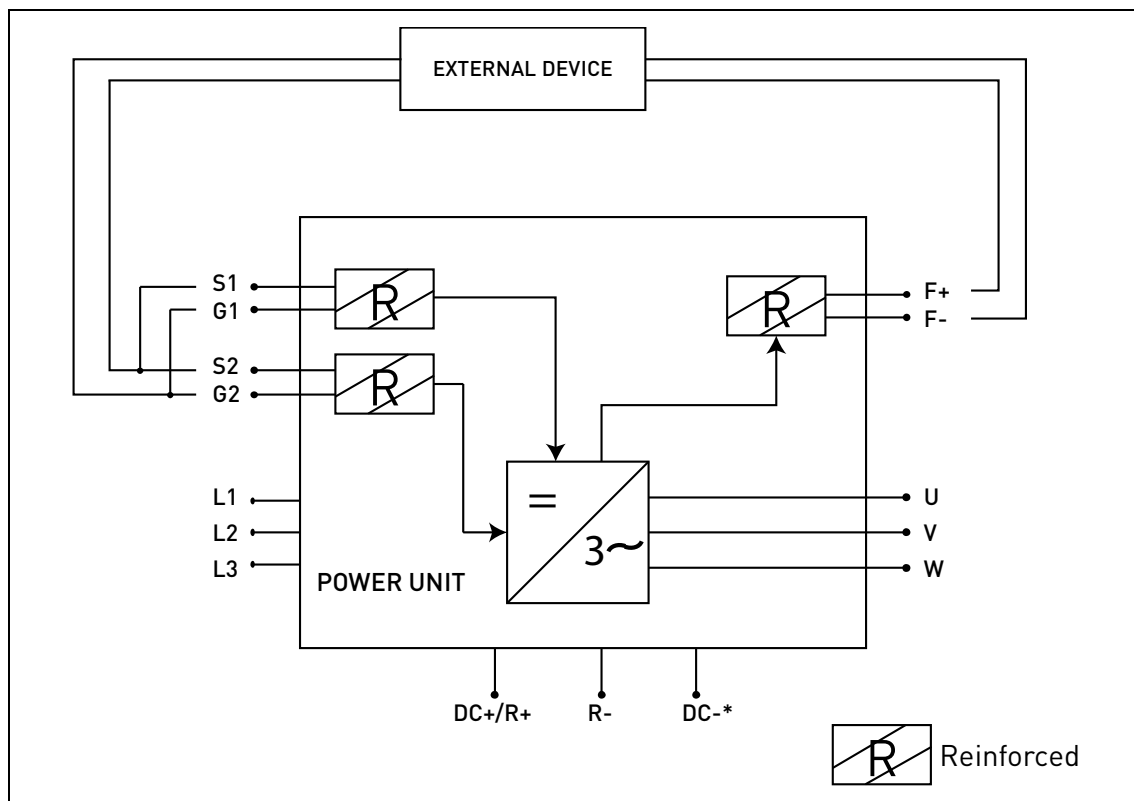 EXTERNAL DEVICE
S1
G1
S2
G2
R
R
R
F+
F-
L1
L2
L3
=
3~
U
V
W
POWER UNIT
DC+/R+
R-
DC-*
R
Reinforced